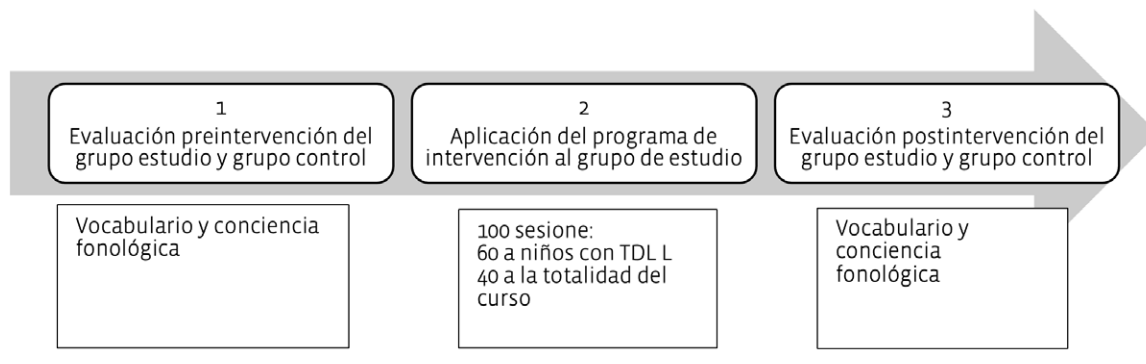 1
Evaluación preintervención del
grupo estudio y grupo control
2
Aplicación del programa de
intervención al grupo de estudio
3
Evaluación postintervención del
grupo estudio y grupo control
Vocabulario y conciencia
fonológica
100 sesione:
60 a niños con TDL L
40 a la totalidad del
curso
Vocabulario y
conciencia
fonológica